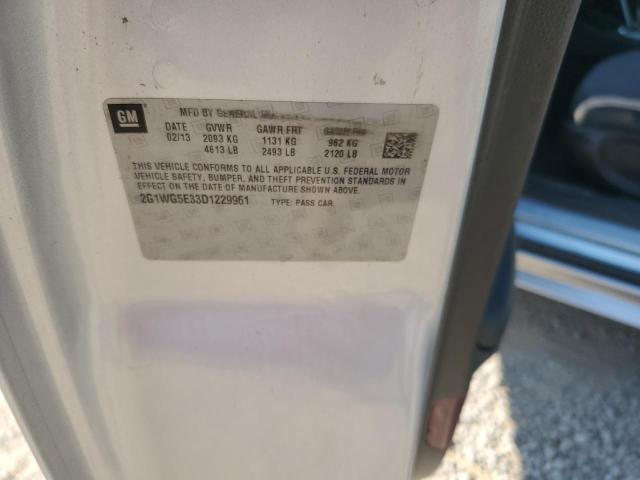 GM
MFD BY GENERAL
DATE GVWR GAWR FRT
02/13 2093 KG 1131 KG 962 KG
4613 LB 2493 LB 2120 LB
THIS VEHICLE CONFORMS TO ALL APPLICABLE U.S. FEDERAL MOTOR
VEHICLE SAFETY, BUMPER, AND THEFT PREVENTION STANDARDS IN
EFFECT ON THE DATE OF MANUFACTURE SHOWN ABOVE.
2G1WG5E33D1229961 TYPE: PASS CAR